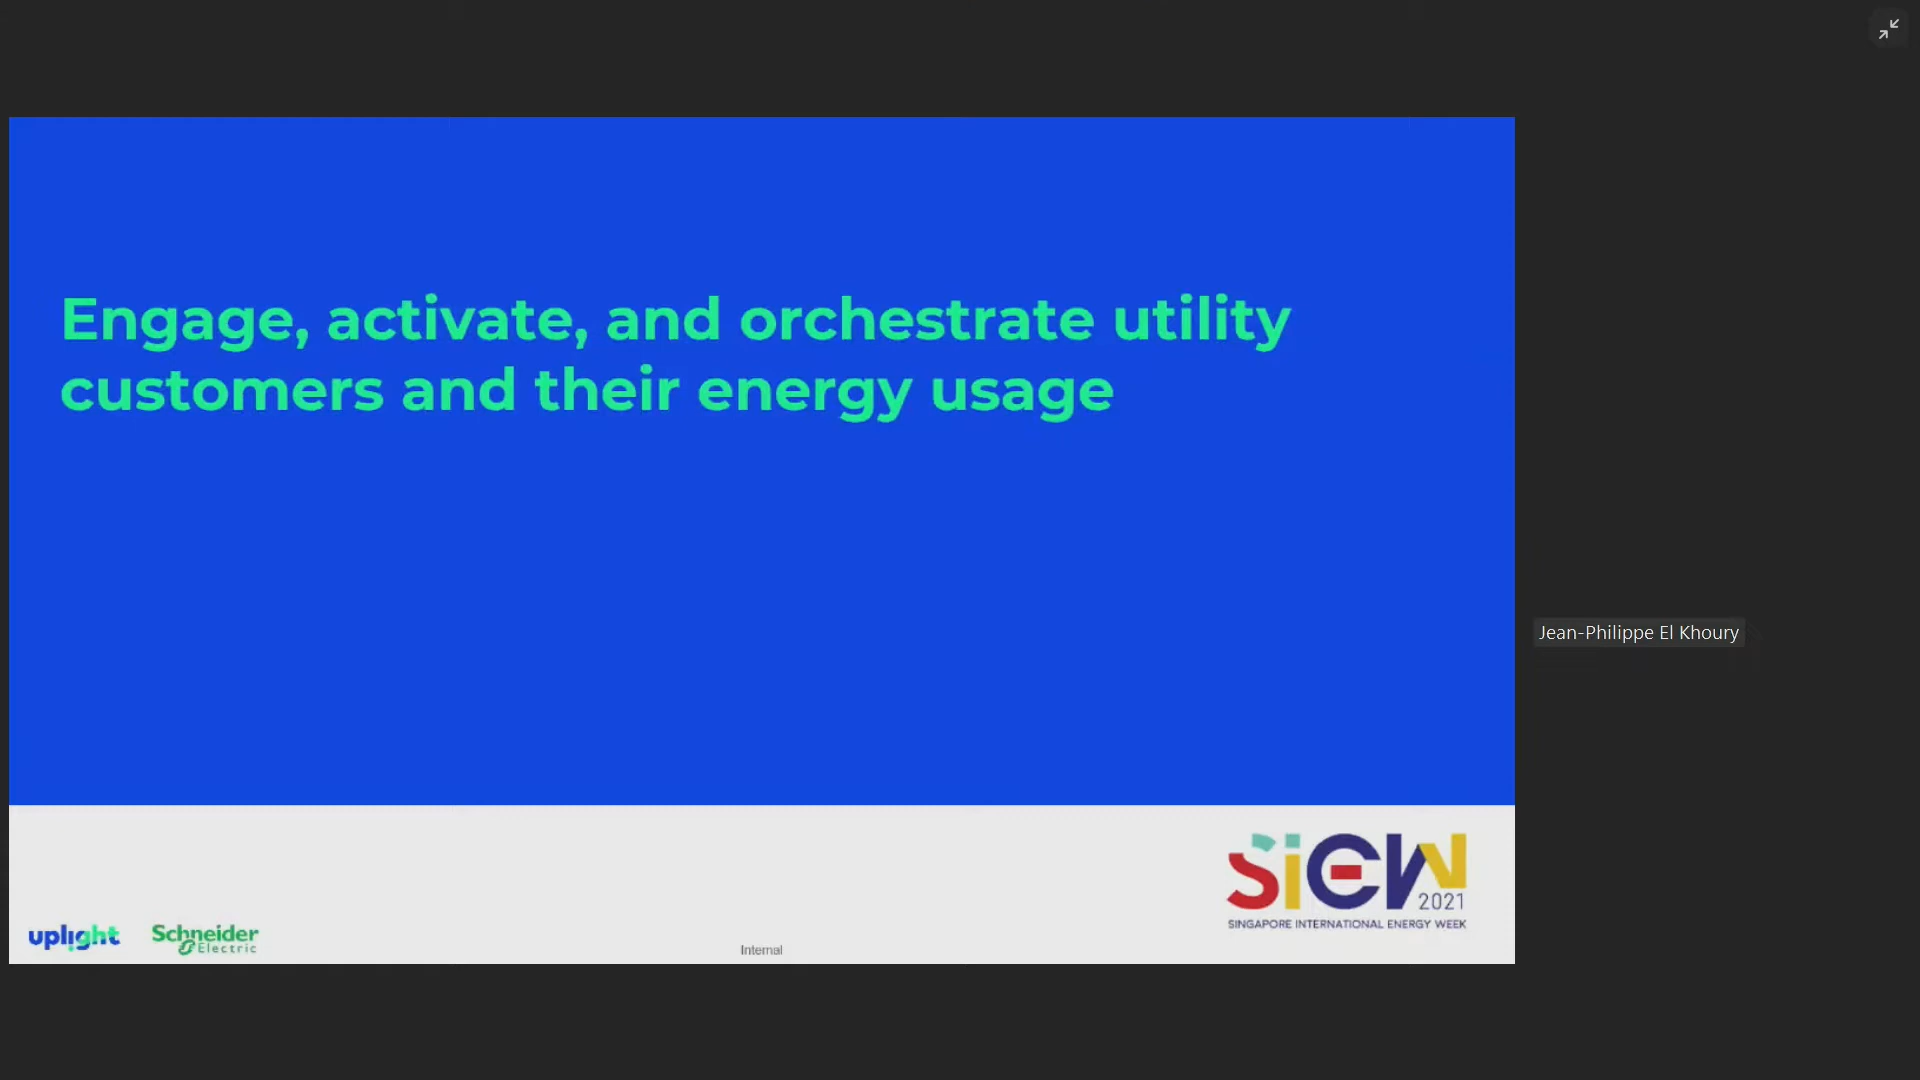 Engage, activate, and orchestrate utility
customers and their energy usage
Jean-Philippe El Khoury
SiEW
2021
SINGAPORE INTERNATIONAL ENERGY WEEK
uplight
Schneider
Electric
Internal